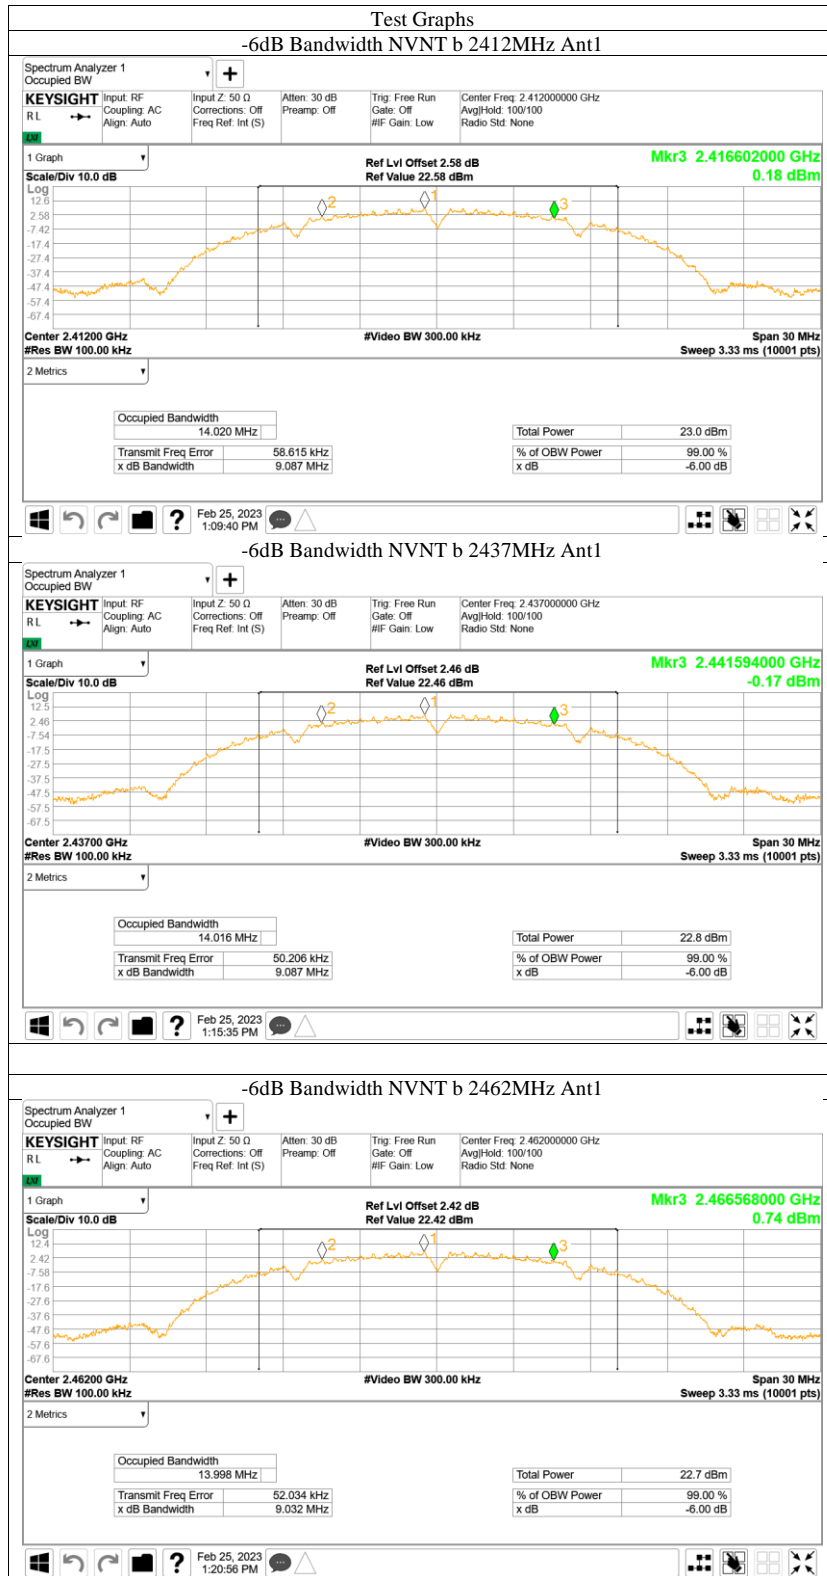 Test Graphs
-6dB Bandwidth NVNT b 2412MHz Ant1
Spectrum Analyzer 1
Occupied BW
KEYSIGHT Input: RF Input Z: 50 Ω Atten: 30 dB Trig: Free Run Center Freq: 2.412000000 GHz
RL Coupling: AC Corrections: Off Preamp: Off Gate: Off Avg|Hold: 100/100
Align: Auto Freq Ref: Int (S) #IF Gain: Low Radio Std: None
LXI
1 Graph Ref Lvl Offset 2.58 dB Mkr3 2.416602000 GHz
Scale/Div 10.0 dB Ref Value 22.58 dBm 0.18 dBm
Log
12.6
2.58
-7.42
-17.4
-27.4
-37.4
-47.4
-57.4
-67.4
2 1 3
Center 2.41200 GHz #Video BW 300.00 kHz Span 30 MHz
#Res BW 100.00 kHz Sweep 3.33 ms (10001 pts)
2 Metrics
Occupied Bandwidth
14.020 MHz Total Power 23.0 dBm
Transmit Freq Error 58.615 kHz % of OBW Power 99.00 %
x dB Bandwidth 9.087 MHz x dB -6.00 dB
? Feb 25, 2023
1:09:40 PM
-6dB Bandwidth NVNT b 2437MHz Ant1
Spectrum Analyzer 1
Occupied BW
KEYSIGHT Input: RF Input Z: 50 Ω Atten: 30 dB Trig: Free Run Center Freq: 2.437000000 GHz
RL Coupling: AC Corrections: Off Preamp: Off Gate: Off Avg|Hold: 100/100
Align: Auto Freq Ref: Int (S) #IF Gain: Low Radio Std: None
LXI
1 Graph Ref Lvl Offset 2.46 dB Mkr3 2.441594000 GHz
Scale/Div 10.0 dB Ref Value 22.46 dBm -0.17 dBm
Log
12.5
2.46
-7.54
-17.5
-27.5
-37.5
-47.5
-57.5
-67.5
2 1 3
Center 2.43700 GHz #Video BW 300.00 kHz Span 30 MHz
#Res BW 100.00 kHz Sweep 3.33 ms (10001 pts)
2 Metrics
Occupied Bandwidth
14.016 MHz Total Power 22.8 dBm
Transmit Freq Error 50.206 kHz % of OBW Power 99.00 %
x dB Bandwidth 9.087 MHz x dB -6.00 dB
? Feb 25, 2023
1:15:35 PM
-6dB Bandwidth NVNT b 2462MHz Ant1
Spectrum Analyzer 1
Occupied BW
KEYSIGHT Input: RF Input Z: 50 Ω Atten: 30 dB Trig: Free Run Center Freq: 2.462000000 GHz
RL Coupling: AC Corrections: Off Preamp: Off Gate: Off Avg|Hold: 100/100
Align: Auto Freq Ref: Int (S) #IF Gain: Low Radio Std: None
LXI
1 Graph Ref Lvl Offset 2.42 dB Mkr3 2.466568000 GHz
Scale/Div 10.0 dB Ref Value 22.42 dBm 0.74 dBm
Log
12.4
2.42
-7.58
-17.6
-27.6
-37.6
-47.6
-57.6
-67.6
2 1 3
Center 2.46200 GHz #Video BW 300.00 kHz Span 30 MHz
#Res BW 100.00 kHz Sweep 3.33 ms (10001 pts)
2 Metrics
Occupied Bandwidth
13.998 MHz Total Power 22.7 dBm
Transmit Freq Error 52.034 kHz % of OBW Power 99.00 %
x dB Bandwidth 9.032 MHz x dB -6.00 dB
? Feb 25, 2023
1:20:56 PM